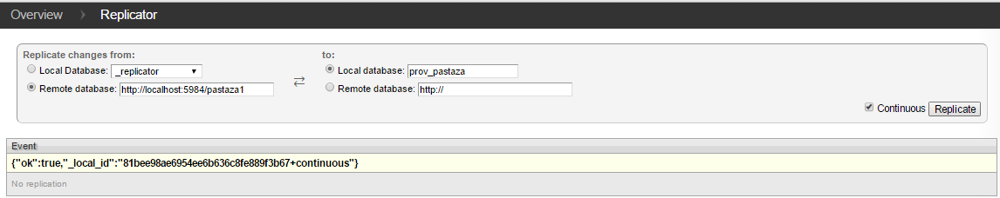 Overview > Replicator
Replicate changes from: to:
Local Database: _replicator Local database: prov_pastaza
Remote database: http://localhost:5984/pastaza1 Remote database: http://
Continuous Replicate
Event
{"ok":true,"_local_id":"81bee98ae6954ee6b636c8fe889f3b67+continuous"}
No replication